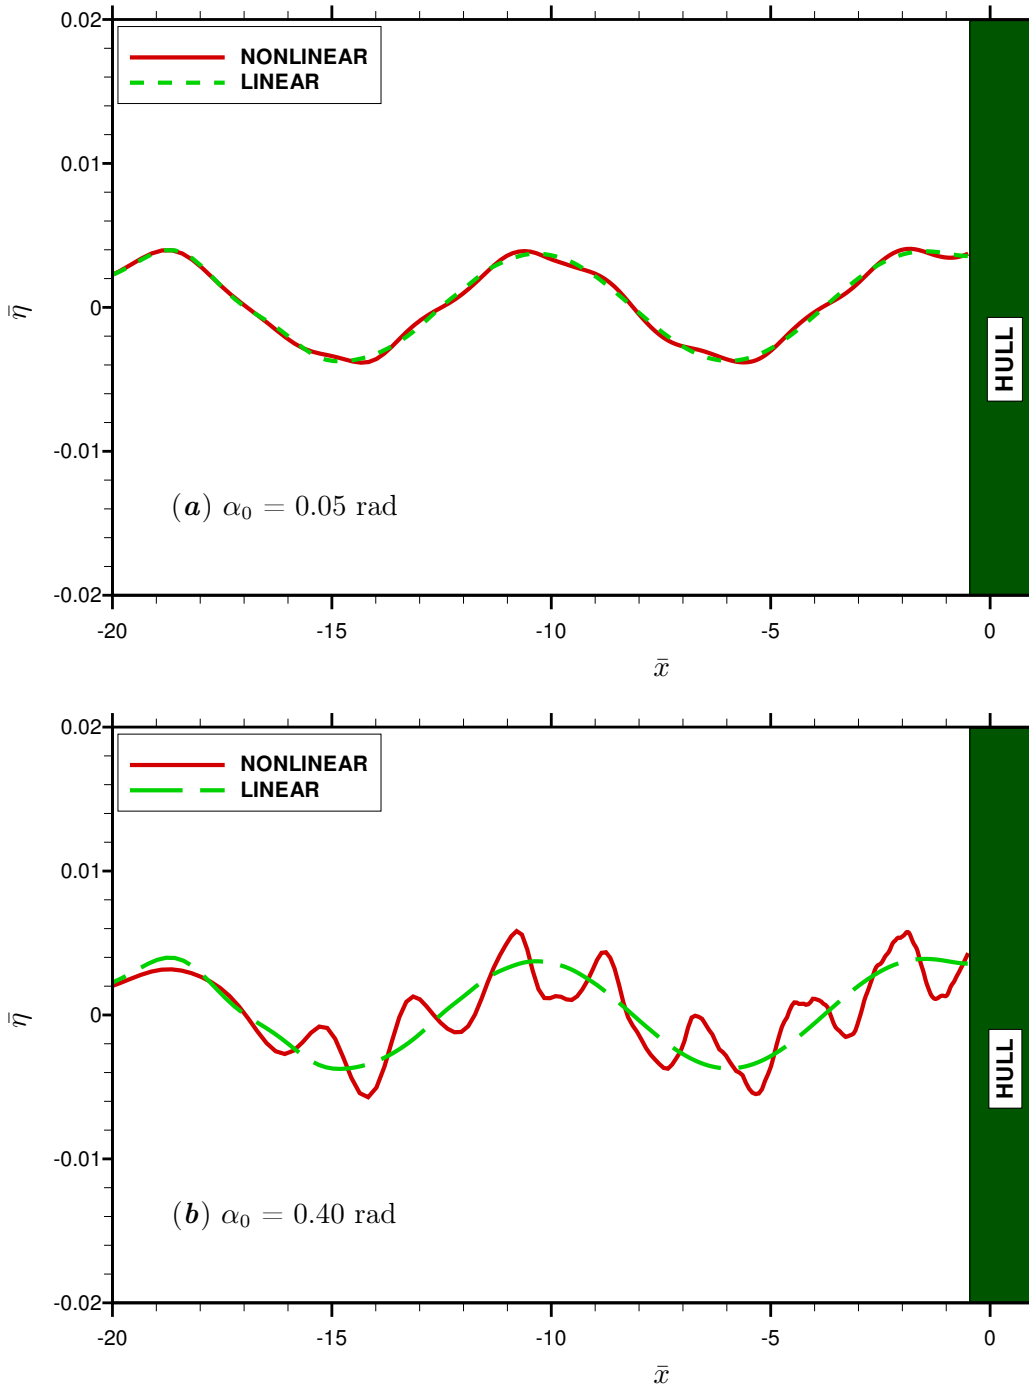 0.02
NONLINEAR
LINEAR
0.01
η̄
0
HULL
-0.01
(a) α₀ = 0.05 rad
-0.02
-20 -15 -10 -5 0
x̄
0.02
NONLINEAR
LINEAR
0.01
η̄
0
HULL
-0.01
(b) α₀ = 0.40 rad
-0.02
-20 -15 -10 -5 0
x̄